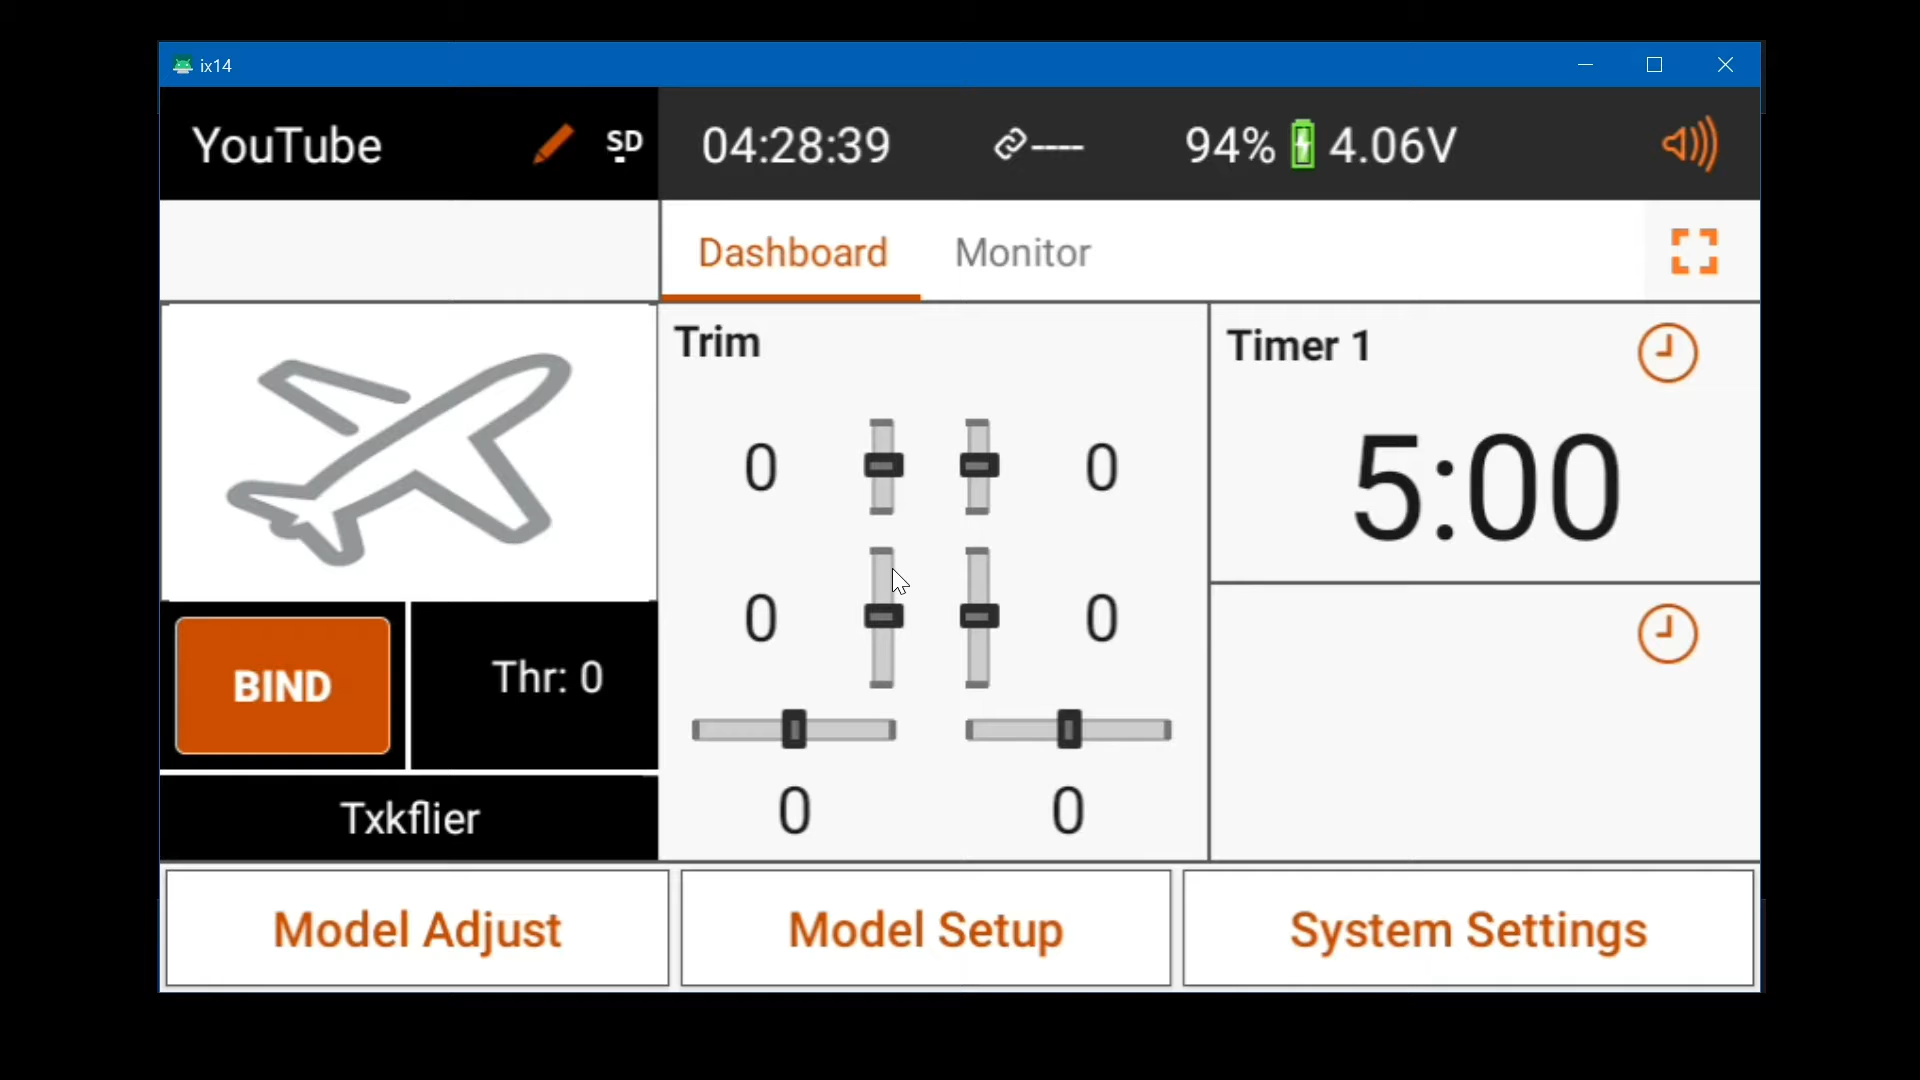 ix14
YouTube
SD
04:28:39
----
94%
4.06V
Dashboard
Monitor
Trim
0
0
0
0
0
0
Timer 1
5:00
BIND
Thr: 0
Txkflier
Model Adjust
Model Setup
System Settings